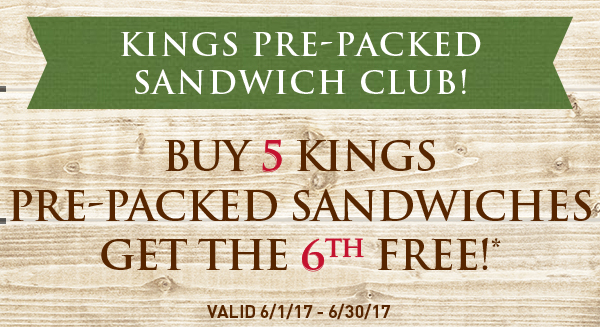 KINGS PRE-PACKED
SANDWICH CLUB!
BUY 5 KINGS
PRE-PACKED SANDWICHES
GET THE 6TH FREE!*
VALID 6/1/17 - 6/30/17